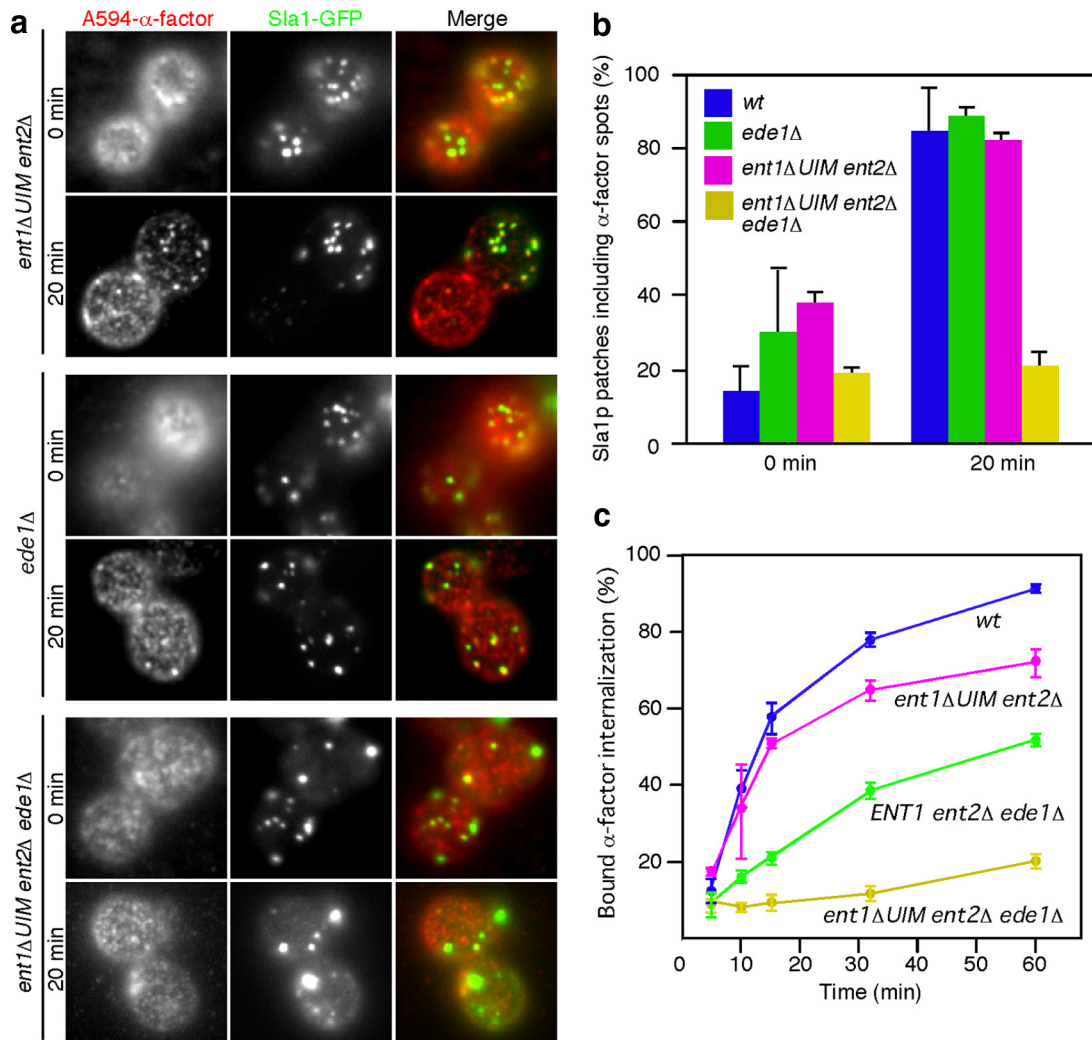 a
A594-α-factor
Sla1-GFP
Merge
ent1ΔUIM ent2Δ
0 min
20 min
ede1Δ
0 min
20 min
ent1ΔUIM ent2Δ ede1Δ
0 min
20 min
b
Sla1p patches including α-factor spots (%)
100
80
60
40
20
0
wt
ede1Δ
ent1ΔUIM ent2Δ
ent1ΔUIM ent2Δ
ede1Δ
0 min
20 min
c
Bound α-factor internalization (%)
100
80
60
40
20
wt
ent1ΔUIM ent2Δ
ENT1 ent2Δ ede1Δ
ent1ΔUIM ent2Δ ede1Δ
0 10 20 30 40 50 60
Time (min)